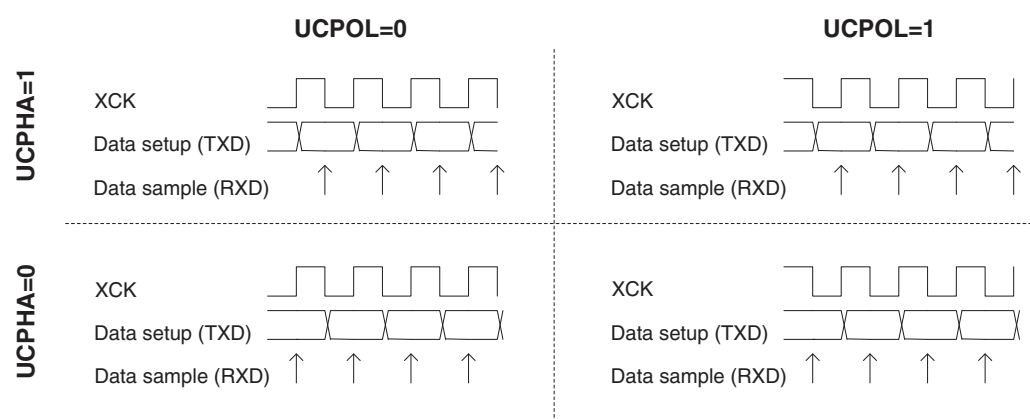 UCPOL=0
UCPOL=1
UCPHA=1
XCK
Data setup (TXD)
Data sample (RXD)
XCK
Data setup (TXD)
Data sample (RXD)
UCPHA=0
XCK
Data setup (TXD)
Data sample (RXD)
XCK
Data setup (TXD)
Data sample (RXD)